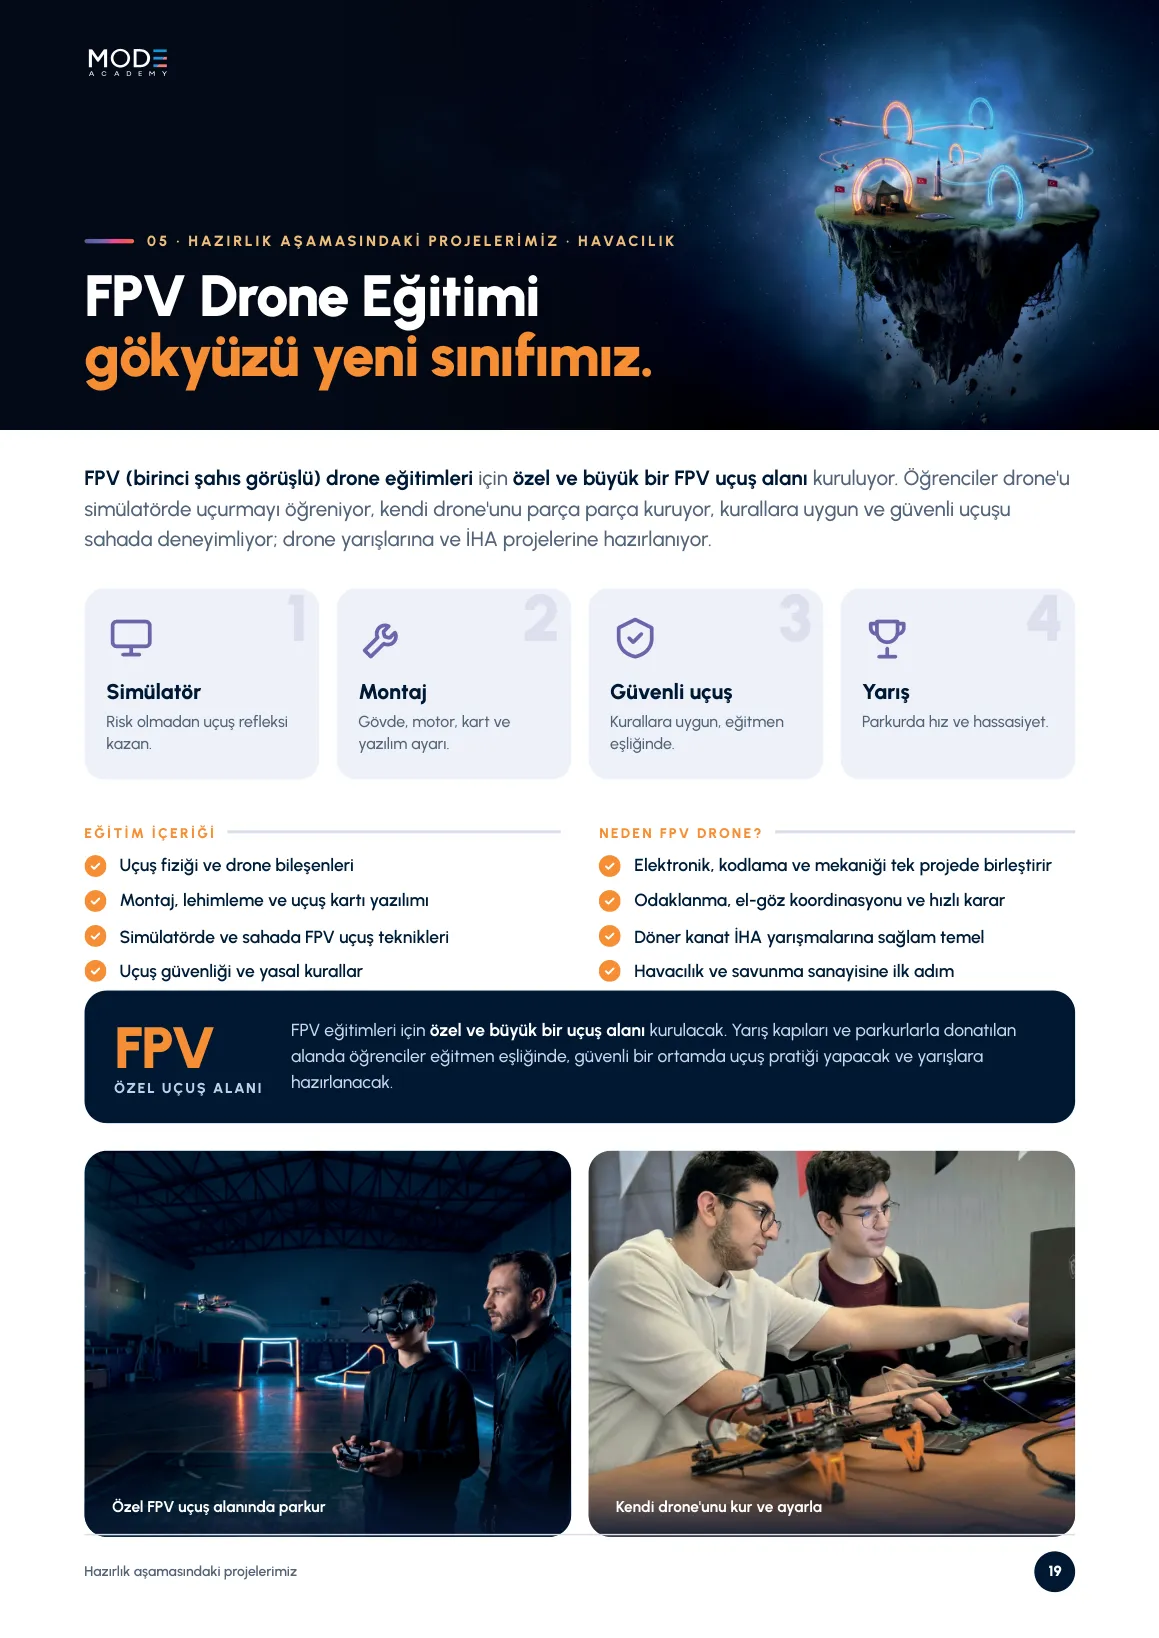 MODE
ACADEMY
05 · HAZIRLIK AŞAMASINDAKİ PROJELERİMİZ · HAVACILIK
FPV Drone Eğitimi
gökyüzü yeni sınıfımız.
FPV (birinci şahıs görüşlü) drone eğitimleri için özel ve büyük bir FPV uçuş alanı kuruluyor. Öğrenciler drone'u
simülatörde uçurmayı öğreniyor, kendi drone'unu parça parça kuruyor, kurallara uygun ve güvenli uçuşu
sahada deneyimliyor; drone yarışlarına ve İHA projelerine hazırlanıyor.
1
Simülatör
Risk olmadan uçuş refleksi
kazan.
2
Montaj
Gövde, motor, kart ve
yazılım ayarı.
3
Güvenli uçuş
Kurallara uygun, eğitmen
eşliğinde.
4
Yarış
Parkurda hız ve hassasiyet.
EĞİTİM İÇERİĞİ
Uçuş fiziği ve drone bileşenleri
Montaj, lehimleme ve uçuş kartı yazılımı
Simülatörde ve sahada FPV uçuş teknikleri
Uçuş güvenliği ve yasal kurallar
NEDEN FPV DRONE?
Elektronik, kodlama ve mekaniği tek projede birleştirir
Odaklanma, el-göz koordinasyonu ve hızlı karar
Döner kanat İHA yarışmalarına sağlam temel
Havacılık ve savunma sanayisine ilk adım
FPV
ÖZEL UÇUŞ ALANI
FPV eğitimleri için özel ve büyük bir uçuş alanı kurulacak. Yarış kapıları ve parkurlarla donatılan
alanda öğrenciler eğitmen eşliğinde, güvenli bir ortamda uçuş pratiği yapacak ve yarışlara
hazırlanacak.
Özel FPV uçuş alanında parkur
Kendi drone'unu kur ve ayarla
Hazırlık aşamasındaki projelerimiz
19